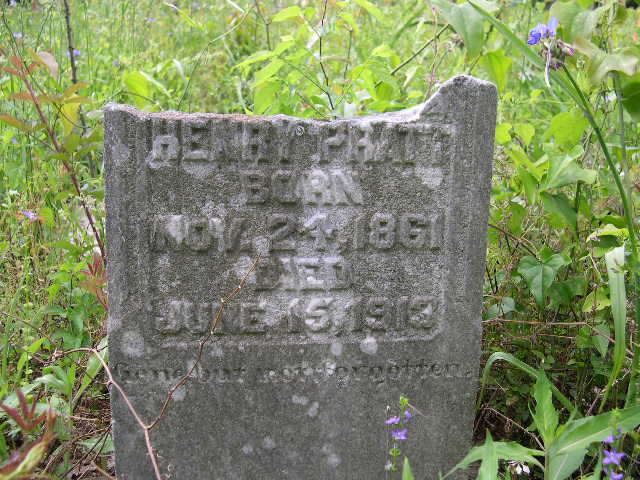 HENRY PRATT
BORN
NOV. 24, 1861
DIED
JUNE 15, 1913
Gone but not forgotten.